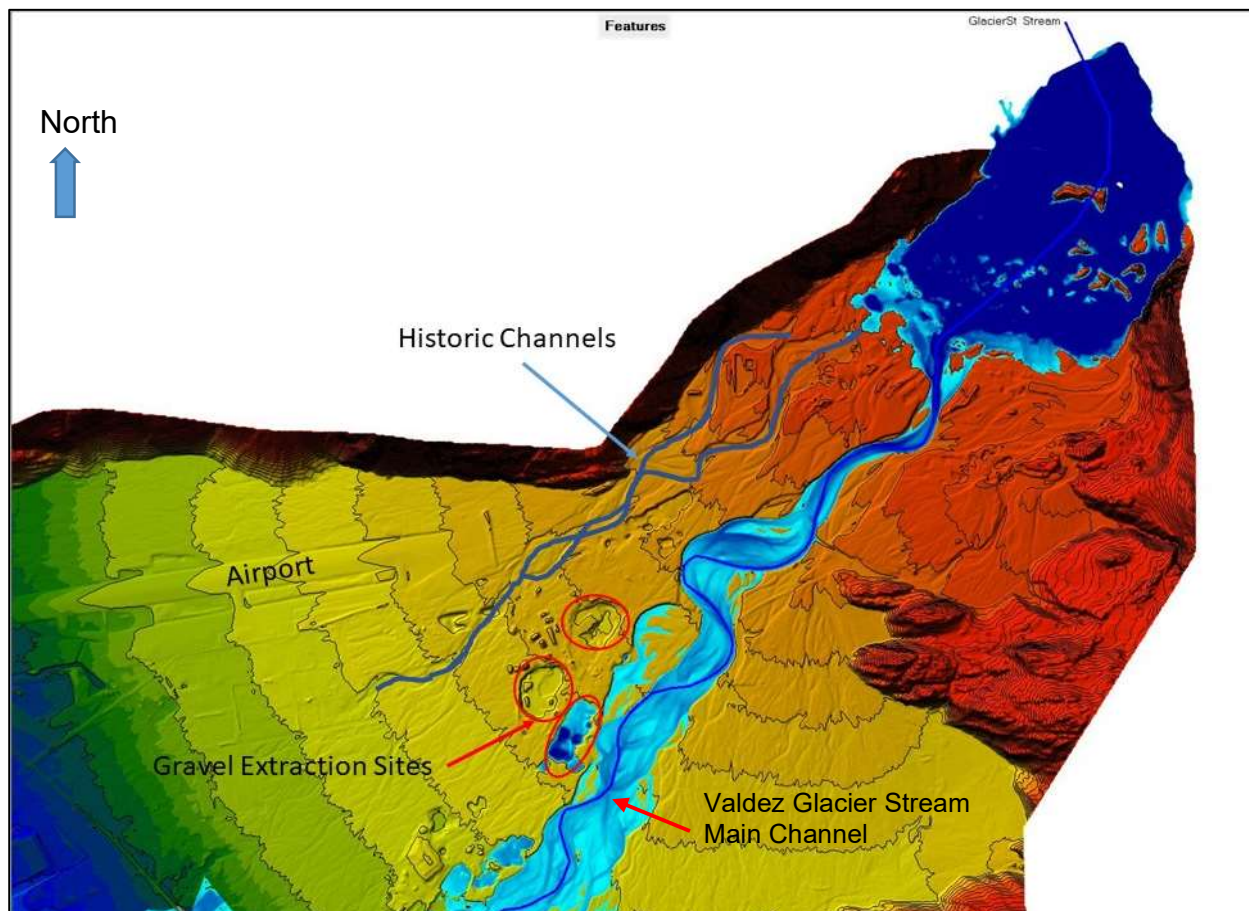 Features
GlacierSt Stream
North
Historic Channels
Airport
Gravel Extraction Sites
Valdez Glacier Stream
Main Channel